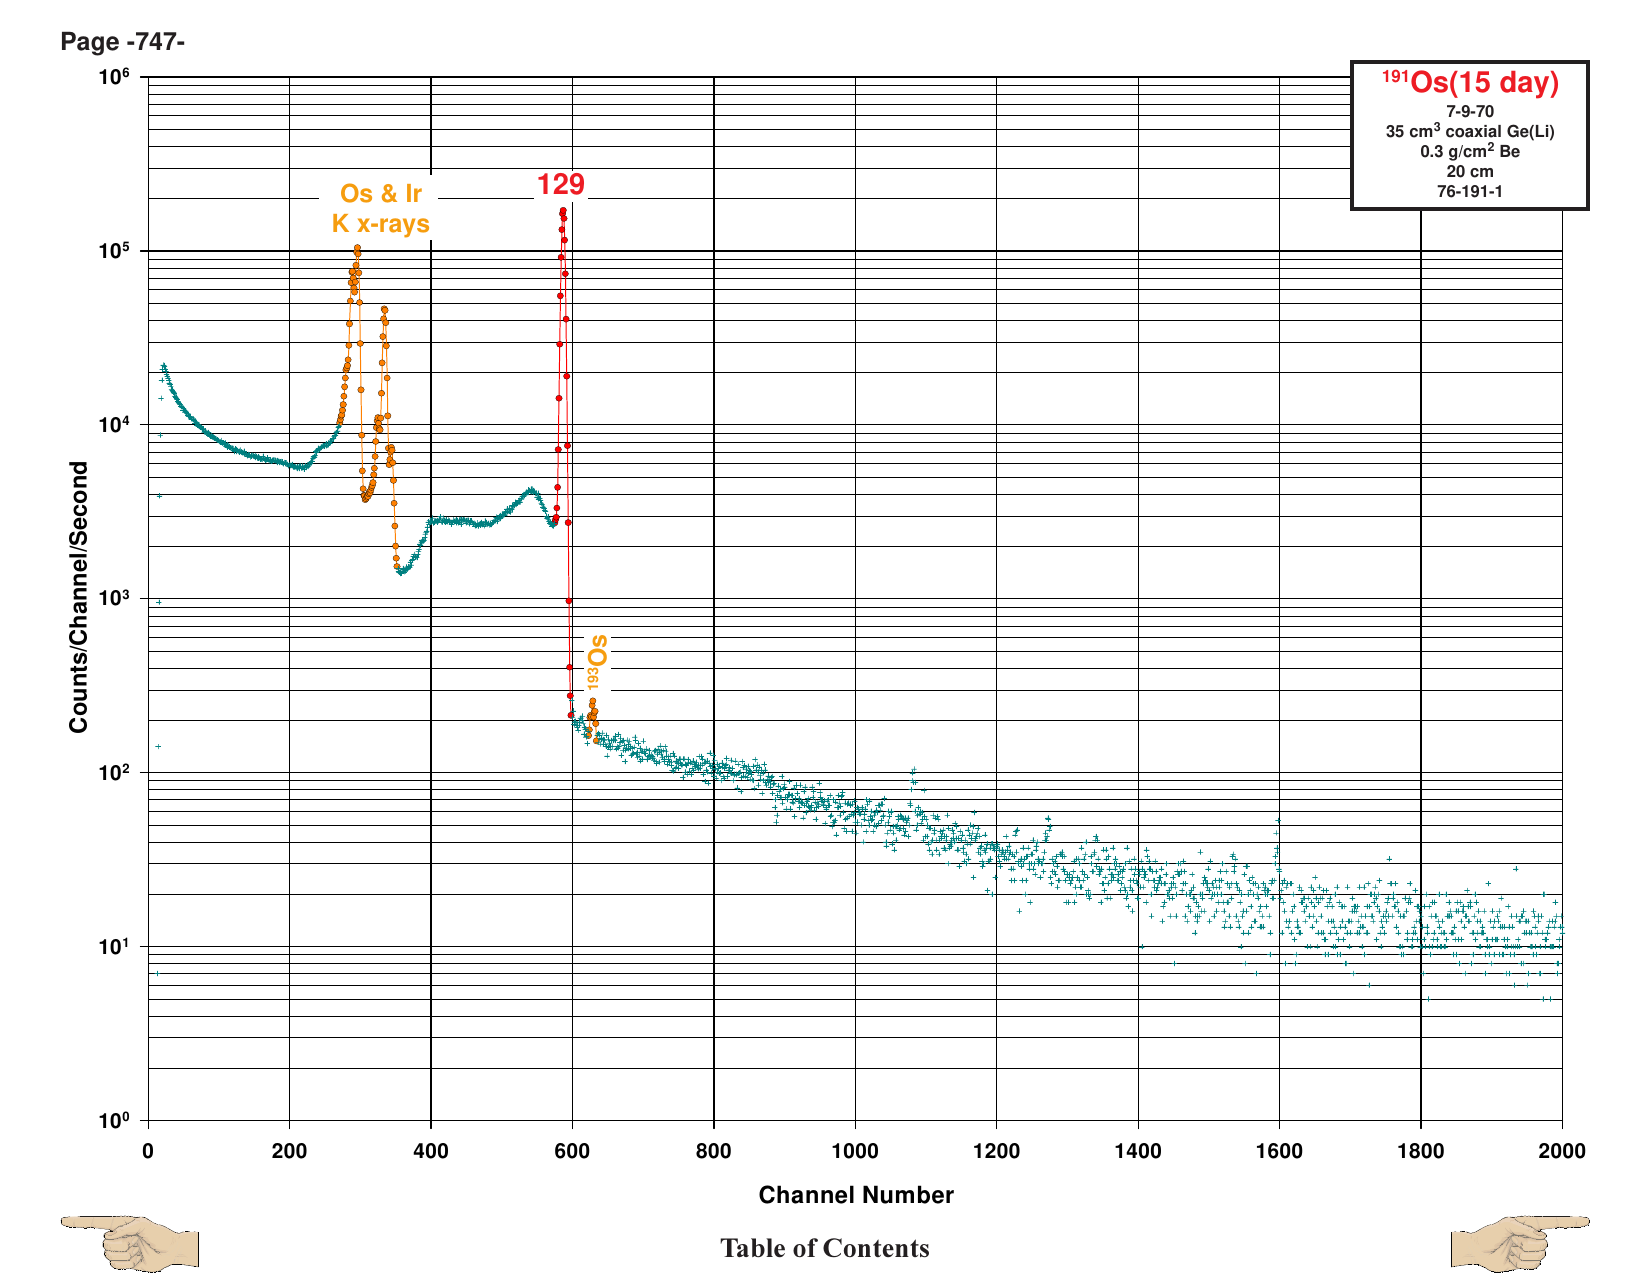 Page -747-
10⁶
¹⁹¹Os(15 day)
7-9-70
35 cm³ coaxial Ge(Li)
0.3 g/cm² Be
20 cm
76-191-1
Os & Ir
K x-rays
129
10⁵
10⁴
10³
¹⁹³Os
10²
10¹
10⁰
Counts/Channel/Second
0 200 400 600 800 1000 1200 1400 1600 1800 2000
Channel Number
Table of Contents